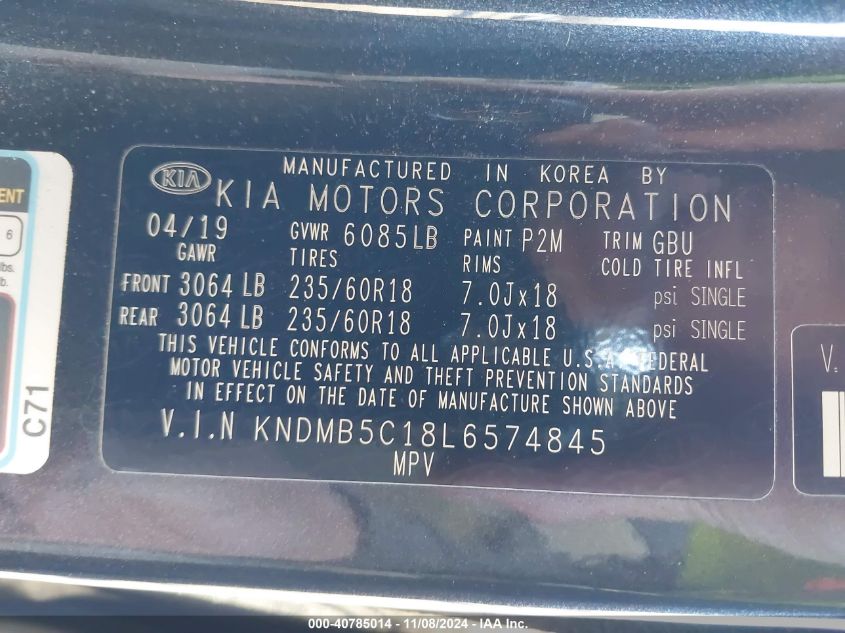 MANUFACTURED IN KOREA BY
KIA KIA MOTORS CORPORATION
04/19 GVWR 6085LB PAINT P2M TRIM GBU
GAWR TIRES RIMS COLD TIRE INFL
FRONT 3064 LB 235/60R18 7.0Jx18 psi SINGLE
REAR 3064 LB 235/60R18 7.0Jx18 psi SINGLE
THIS VEHICLE CONFORMS TO ALL APPLICABLE U.S.A FEDERAL
MOTOR VEHICLE SAFETY AND THEFT PREVENTION STANDARDS
IN EFFECT ON THE DATE OF MANUFACTURE SHOWN ABOVE
V.I.N KNDMB5C18L6574845
MPV
ENT
6
lbs.
b.
C71
V.
000-40785014 - 11/08/2024 - IAA Inc.